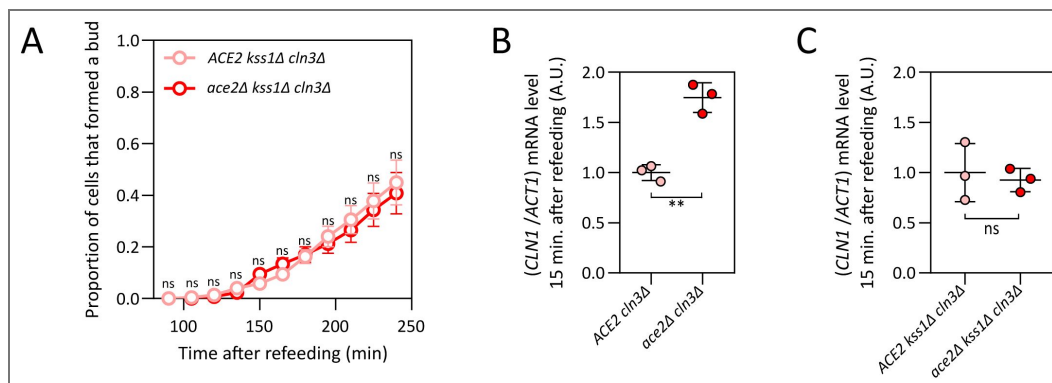 A
Proportion of cells that formed a bud
1.0
0.8
0.6
0.4
0.2
0.0
ACE2 kss1Δ cln3Δ
ace2Δ kss1Δ cln3Δ
ns ns ns ns ns ns ns ns ns ns ns
100 150 200 250
Time after refeeding (min)
B
(CLN1 /ACT1) mRNA level
15 min. after refeeding (A.U.)
2.0
1.5
1.0
0.5
0.0
**
ACE2 cln3Δ
ace2Δ cln3Δ
C
(CLN1 /ACT1) mRNA level
15 min. after refeeding (A.U.)
2.0
1.5
1.0
0.5
0.0
ns
ACE2 kss1Δ cln3Δ
ace2Δ kss1Δ cln3Δ